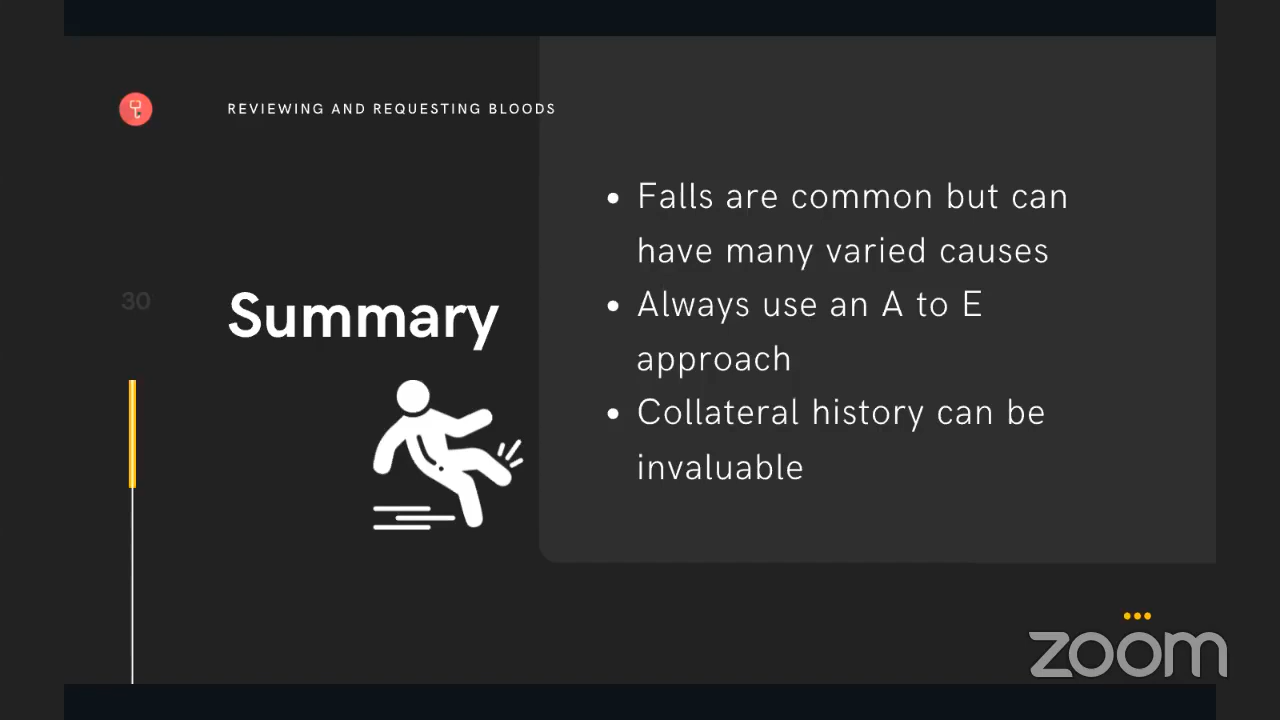 REVIEWING AND REQUESTING BLOODS
30
Summary
Falls are common but can
have many varied causes
Always use an A to E
approach
Collateral history can be
invaluable
zoom